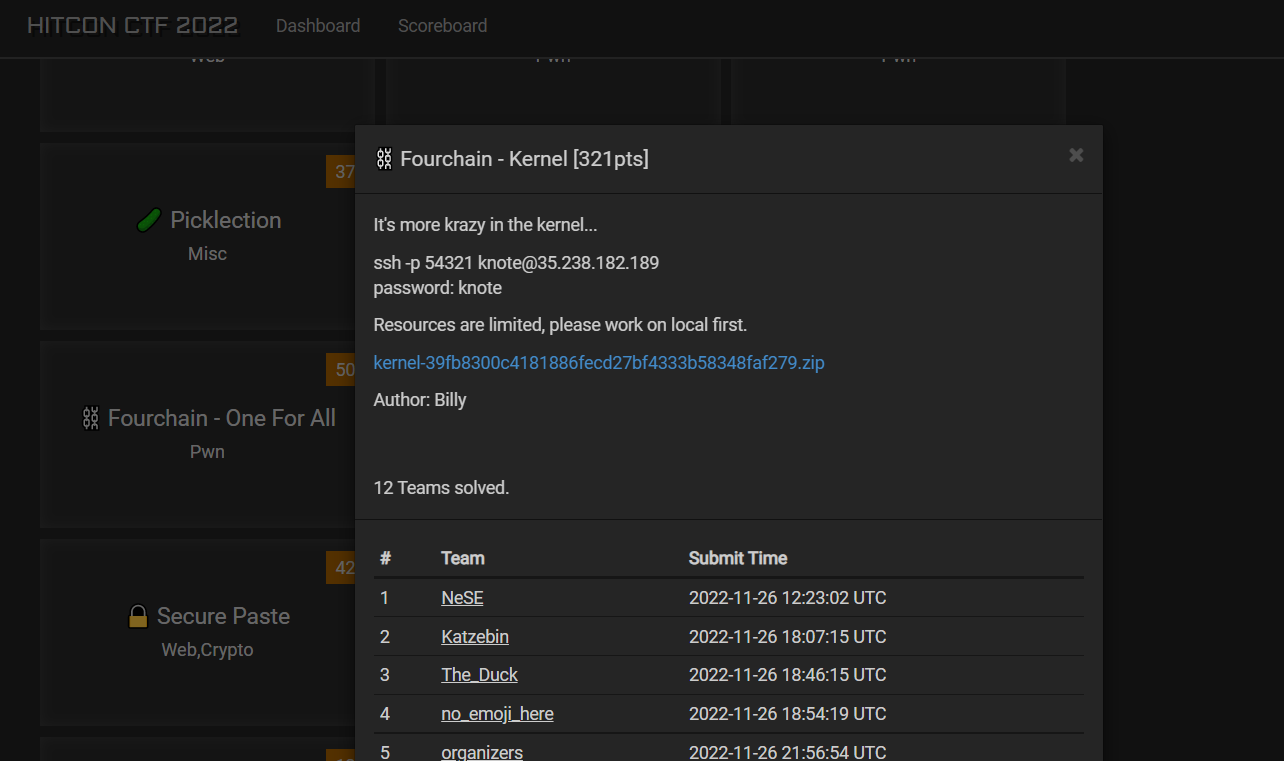 HITCON CTF 2022 Dashboard Scoreboard
Web Pwn Pwn
Fourchain - Kernel [321pts]
37
It's more krazy in the kernel...
Picklection
Misc
ssh -p 54321 knote@35.238.182.189
password: knote
Resources are limited, please work on local first.
kernel-39fb8300c4181886fecd27bf4333b58348faf279.zip
50
Author: Billy
Fourchain - One For All
Pwn
12 Teams solved.
42
# Team Submit Time
1 NeSE 2022-11-26 12:23:02 UTC
Secure Paste
2 Katzebin 2022-11-26 18:07:15 UTC
Web,Crypto
3 The_Duck 2022-11-26 18:46:15 UTC
4 no_emoji_here 2022-11-26 18:54:19 UTC
5 organizers 2022-11-26 21:56:54 UTC